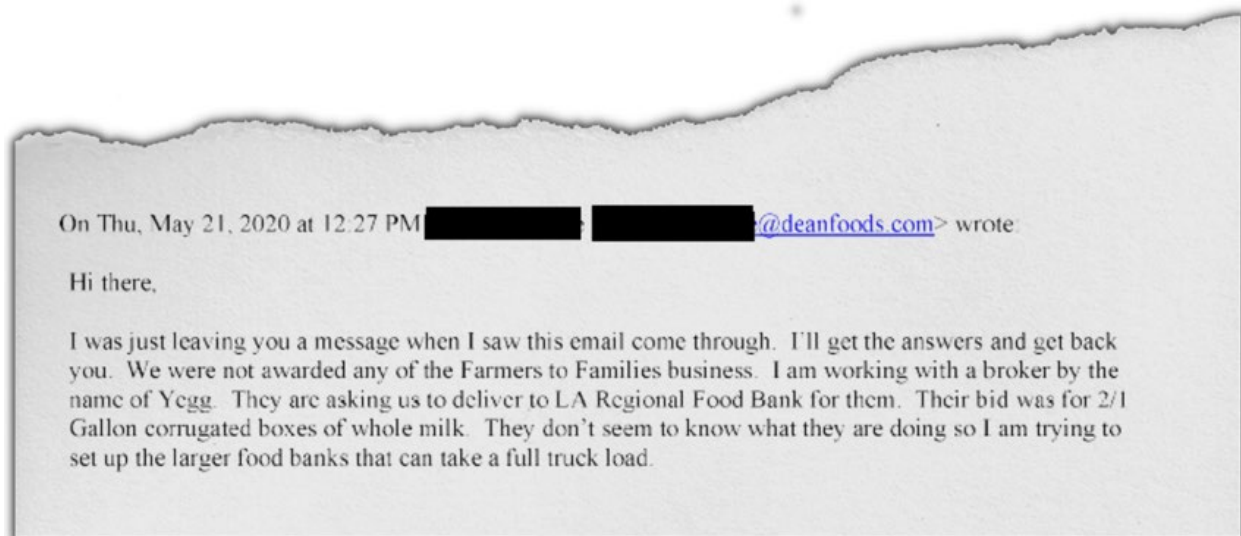 On Thu, May 21, 2020 at 12:27 PM @deanfoods.com> wrote:
Hi there,
I was just leaving you a message when I saw this email come through. I'll get the answers and get back
you. We were not awarded any of the Farmers to Families business. I am working with a broker by the
name of Yegg. They are asking us to deliver to LA Regional Food Bank for them. Their bid was for 2/1
Gallon corrugated boxes of whole milk. They don't seem to know what they are doing so I am trying to
set up the larger food banks that can take a full truck load.